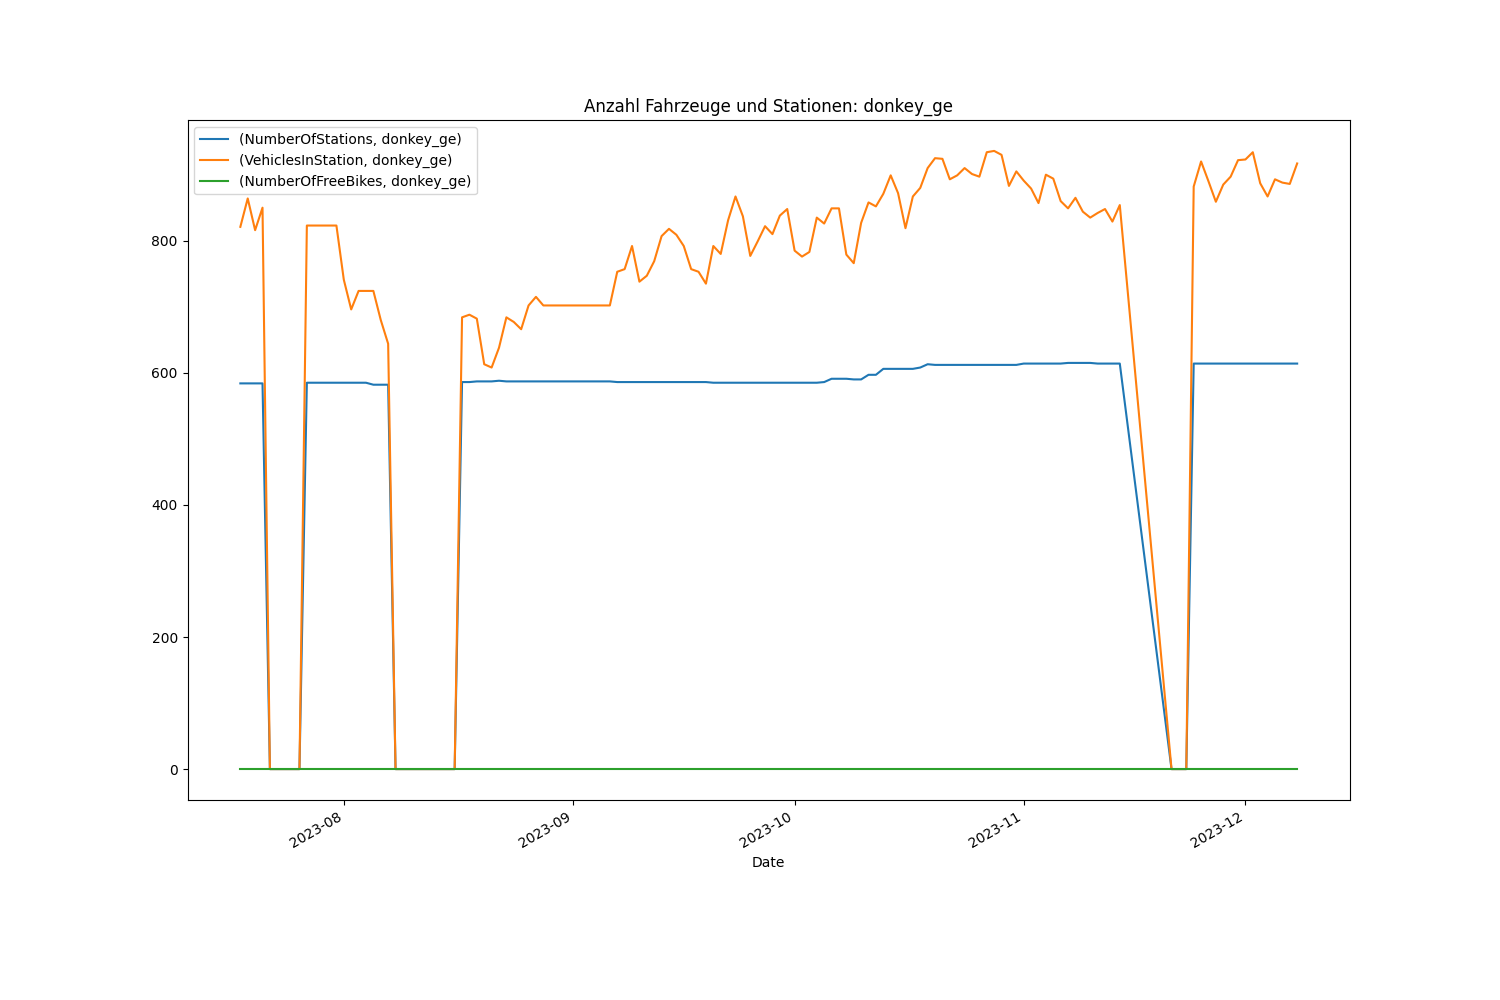 Anzahl Fahrzeuge und Stationen: donkey_ge
(NumberOfStations, donkey_ge)
(VehiclesInStation, donkey_ge)
(NumberOfFreeBikes, donkey_ge)
800
600
400
200
0
2023-08
2023-09
2023-10
2023-11
2023-12
Date